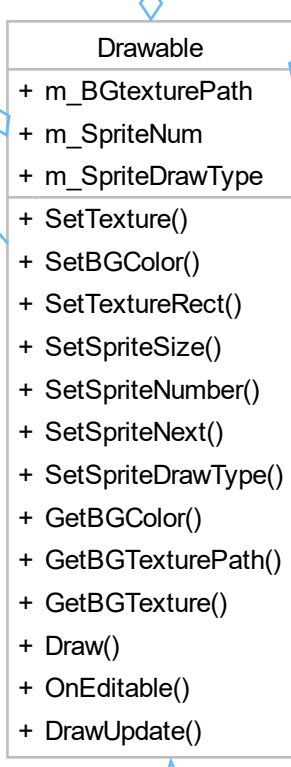 Drawable
+ m_BGtexturePath
+ m_SpriteNum
+ m_SpriteDrawType
+ SetTexture()
+ SetBGColor()
+ SetTextureRect()
+ SetSpriteSize()
+ SetSpriteNumber()
+ SetSpriteNext()
+ SetSpriteDrawType()
+ GetBGColor()
+ GetBGTexturePath()
+ GetBGTexture()
+ Draw()
+ OnEditable()
+ DrawUpdate()